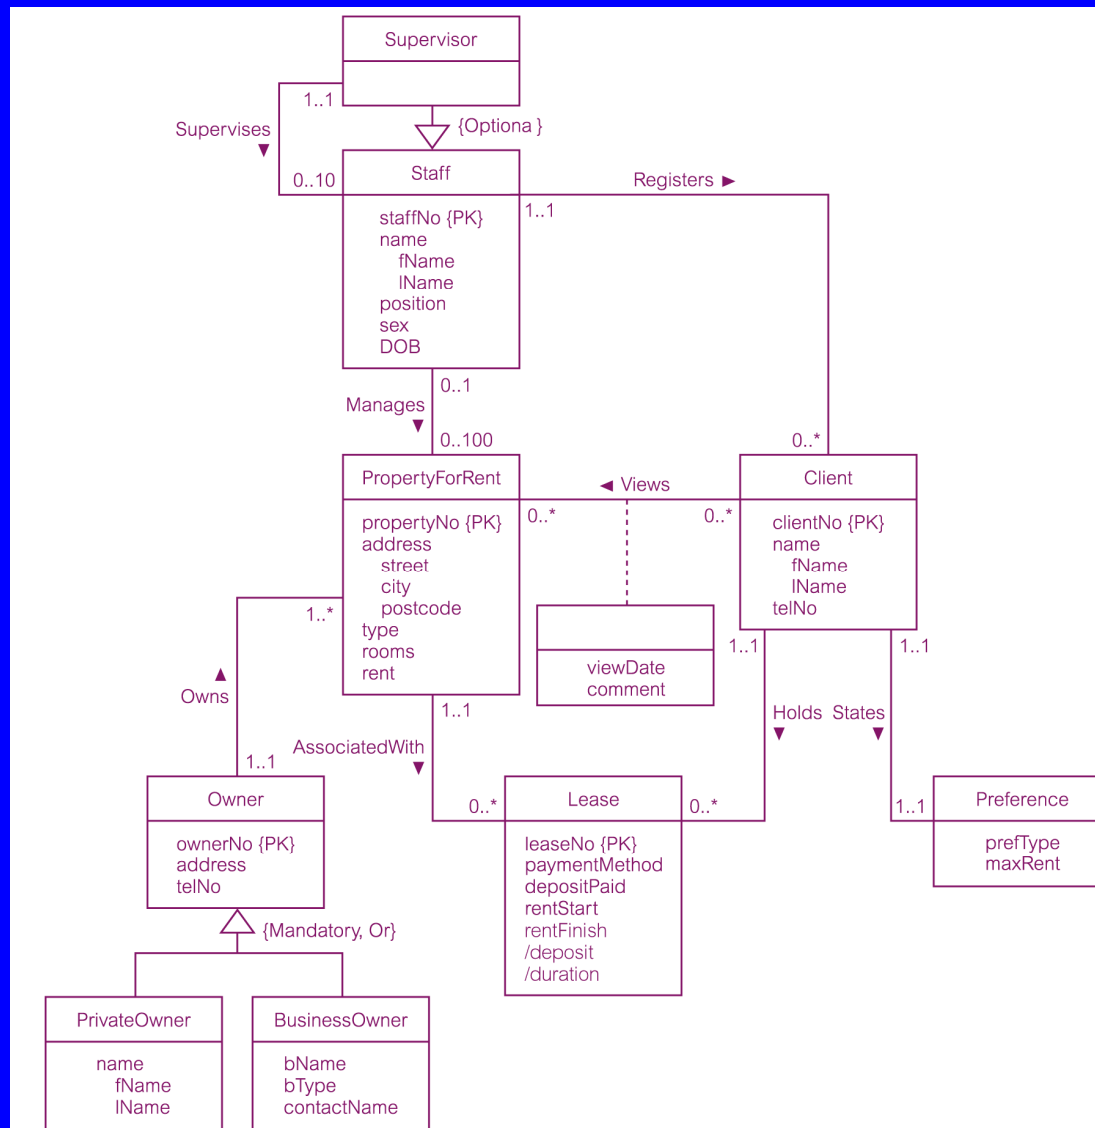 Supervisor
1..1
Supervises ▼
{Optiona }
0..10
Staff
Registers ►
1..1
staffNo {PK}
name
fName
lName
position
sex
DOB
0..1
Manages ▼
0..100
0..*
PropertyForRent
◄ Views
Client
0..*
0..*
propertyNo {PK}
address
street
city
postcode
type
rooms
rent
clientNo {PK}
name
fName
lName
telNo
1..*
viewDate
comment
1..1
1..1
▲
Owns
1..1
Holds ▼
States ▼
AssociatedWith ▼
1..1
Owner
0..*
Lease
0..*
1..1
Preference
ownerNo {PK}
address
telNo
leaseNo {PK}
paymentMethod
depositPaid
rentStart
rentFinish
/deposit
/duration
prefType
maxRent
{Mandatory, Or}
PrivateOwner
BusinessOwner
name
fName
lName
bName
bType
contactName